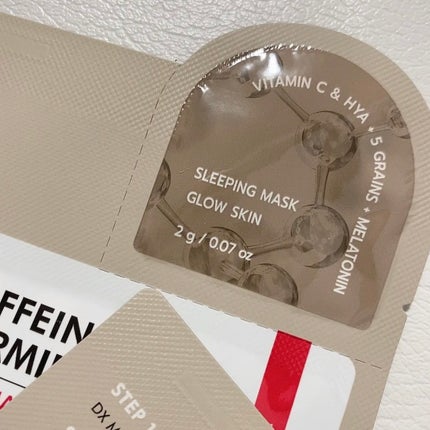 VITAMIN C & HYA + 5 GRAINS + MELATONIN
SLEEPING MASK
GLOW SKIN
2 g / 0.07 oz
FFEIN
RMI
STEP 1
DX M